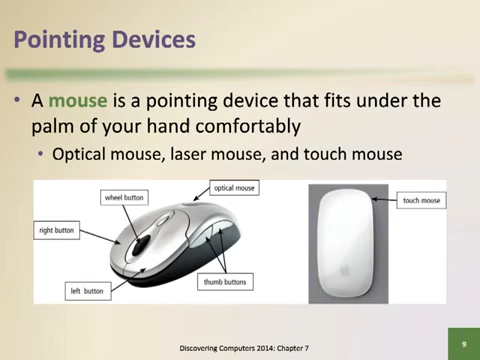 Pointing Devices
• A mouse is a pointing device that fits under the
palm of your hand comfortably
• Optical mouse, laser mouse, and touch mouse
optical mouse
wheel button
touch mouse
right button
thumb buttons
left button
Discovering Computers 2014: Chapter 7
9